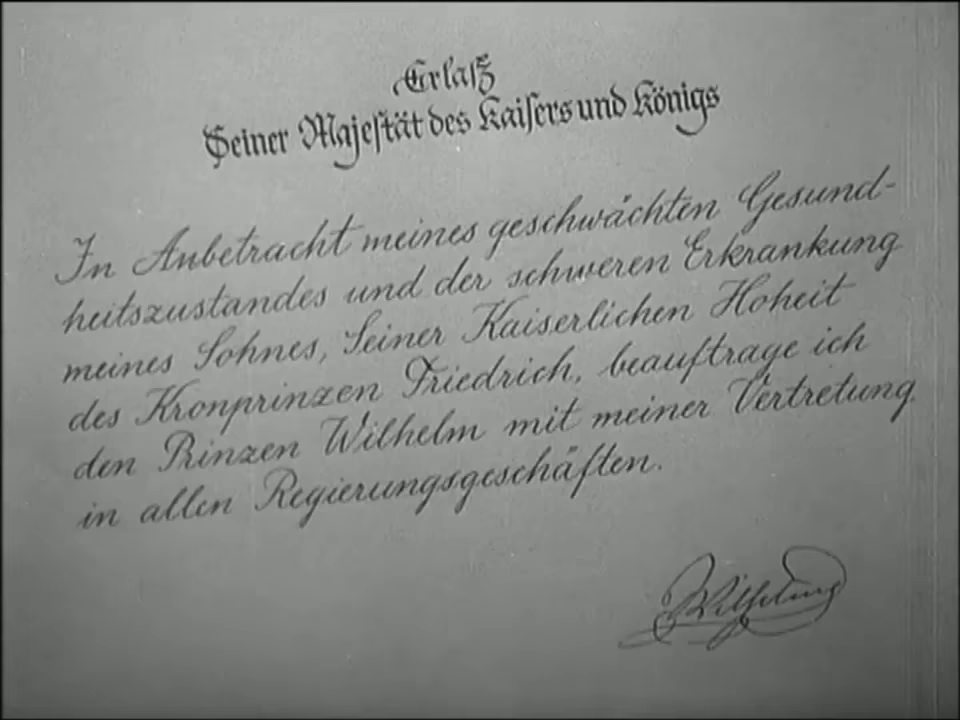 Erlaß
Seiner Majestät des Kaisers und Königs
In Anbetracht meines geschwächten Gesund-
heitszustandes und der schweren Erkrankung
meines Sohnes, Seiner Kaiserlichen Hoheit
des Kronprinzen Friedrich, beauftrage ich
den Prinzen Wilhelm mit meiner Vertretung
in allen Regierungsgeschäften.
Wilhelm